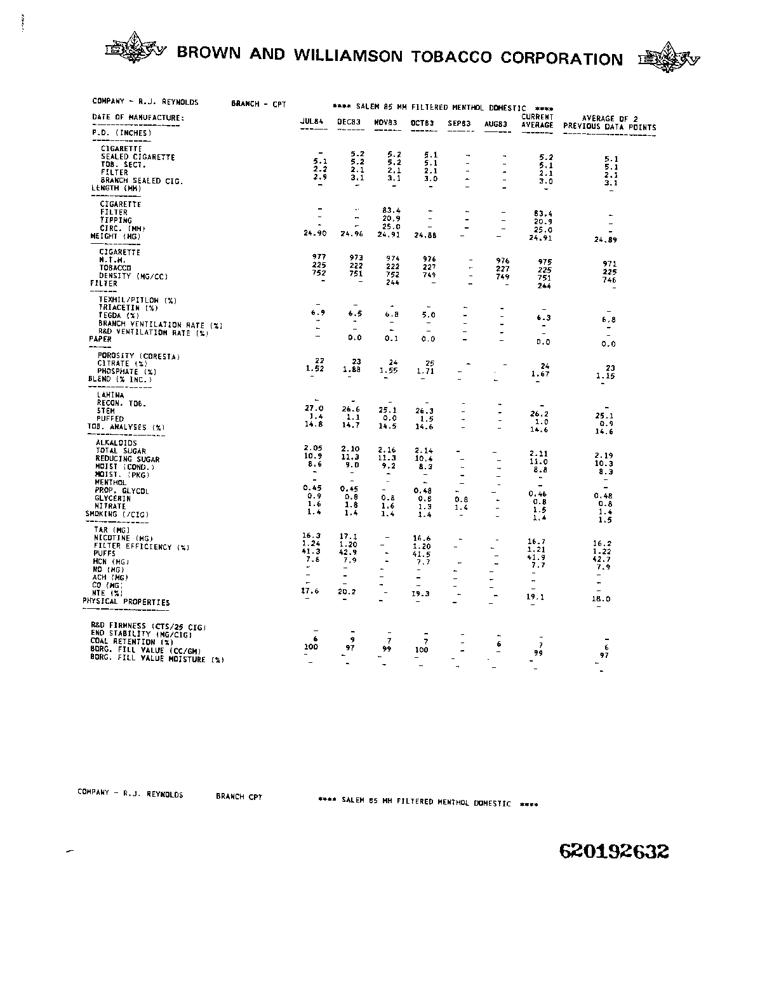 BROWN AND WILLIAMSON TOBACCO CORPORATION
COMPANY - R.J. REYNOLDS BRANCH - CPT **** SALEM 85 MM FILTERED MENTHOL DOMESTIC ****
DATE OF MANUFACTURE: JUL84 DEC83 NOV83 OCT83 SEP83 AUG83 CURRENT AVERAGE AVERAGE OF 2 PREVIOUS DATA POINTS
P.D. (INCHES)
CIGARETTE - 5.2 5.2 5.1 - - 5.2 5.1
SEALED CIGARETTE 5.1 5.2 5.2 5.1 - - 5.1 5.1
TOB. SECT. 2.2 2.1 2.1 2.1 - - 2.1 2.1
FILTER 2.9 3.1 3.1 3.0 - - 3.0 3.1
BRANCH SEALED CIG. - - - - - - - -
LENGTH (MM)
CIGARETTE - - 83.4 - - - 83.4 -
FILTER - - 20.9 - - - 20.9 -
TIPPING - - 25.0 - - - 25.0 -
CIRC. (MM) 24.90 24.96 24.91 24.88 - - 24.91 24.89
WEIGHT (MG)
CIGARETTE 977 973 974 976 - 976 975 971
N.T.W. 225 222 222 227 - 227 225 225
TOBACCO 752 751 752 749 - 749 751 746
DENSITY (MG/CC) - - 244 - - - 244 -
FILTER
TEXHIL/PITLOW (%) - - - - - - - -
TRIACETIN (%) 6.9 6.5 6.8 5.0 - - 6.3 6.8
TEGDA (%) - - - - - - - -
BRANCH VENTILATION RATE (%) - - - - - - - -
R&D VENTILATION RATE (%) - 0.0 0.1 0.0 - - 0.0 0.0
PAPER
POROSITY (CORESTA) 22 23 24 25 - - 24 23
CITRATE (%) 1.52 1.88 1.55 1.71 - - 1.67 1.15
PHOSPHATE (%) - - - - - - - -
BLEND (% INC.)
LAMINA - - - - - - - -
RECON. TOB. 27.0 26.6 25.1 26.3 - - 26.2 25.1
STEM 1.4 1.1 0.0 1.5 - - 1.0 0.9
PUFFED 14.8 14.7 14.5 14.6 - - 14.6 14.6
TOB. ANALYSES (%)
ALKALOIDS 2.05 2.10 2.16 2.14 - - 2.11 2.19
TOTAL SUGAR 10.9 11.3 11.3 10.4 - - 11.0 10.3
REDUCING SUGAR 8.6 9.0 9.2 8.3 - - 8.8 8.3
MOIST (COND.) - - - - - - - -
MOIST. (PKG) - - - - - - - -
MENTHOL 0.45 0.45 - 0.48 - - 0.46 0.48
PROP. GLYCOL 0.9 0.8 0.8 0.8 0.8 - 0.8 0.8
GLYCERIN 1.6 1.8 1.6 1.3 1.4 - 1.5 1.4
NITRATE 1.4 1.4 1.4 1.4 - - 1.4 1.5
SMOKING (/CIG)
TAR (MG) 16.3 17.1 - 16.6 - - 16.7 16.2
NICOTINE (MG) 1.24 1.20 - 1.20 - - 1.21 1.22
FILTER EFFICIENCY (%) 41.3 42.9 - 41.5 - - 41.9 42.7
PUFFS 7.6 7.9 - 7.7 - - 7.7 7.9
HCN (MG) - - - - - - - -
NO (MG) - - - - - - - -
ACH (MG) - - - - - - - -
CO (MG) 17.6 20.2 - 19.3 - - 19.1 18.0
NTE (%) - - - - - - - -
PHYSICAL PROPERTIES
R&D FIRMNESS (CTS/25 CIG) - - - - - - - -
END STABILITY (MG/CIG) 6 9 7 7 - 6 7 6
COAL RETENTION (%) 100 97 99 100 - - 99 97
BORG. FILL VALUE (CC/GM) - - - - - - - -
BORG. FILL VALUE MOISTURE (%) - - - - - - - -
COMPANY - R.J. REYNOLDS BRANCH CPT **** SALEM 85 MM FILTERED MENTHOL DOMESTIC ****
620192632